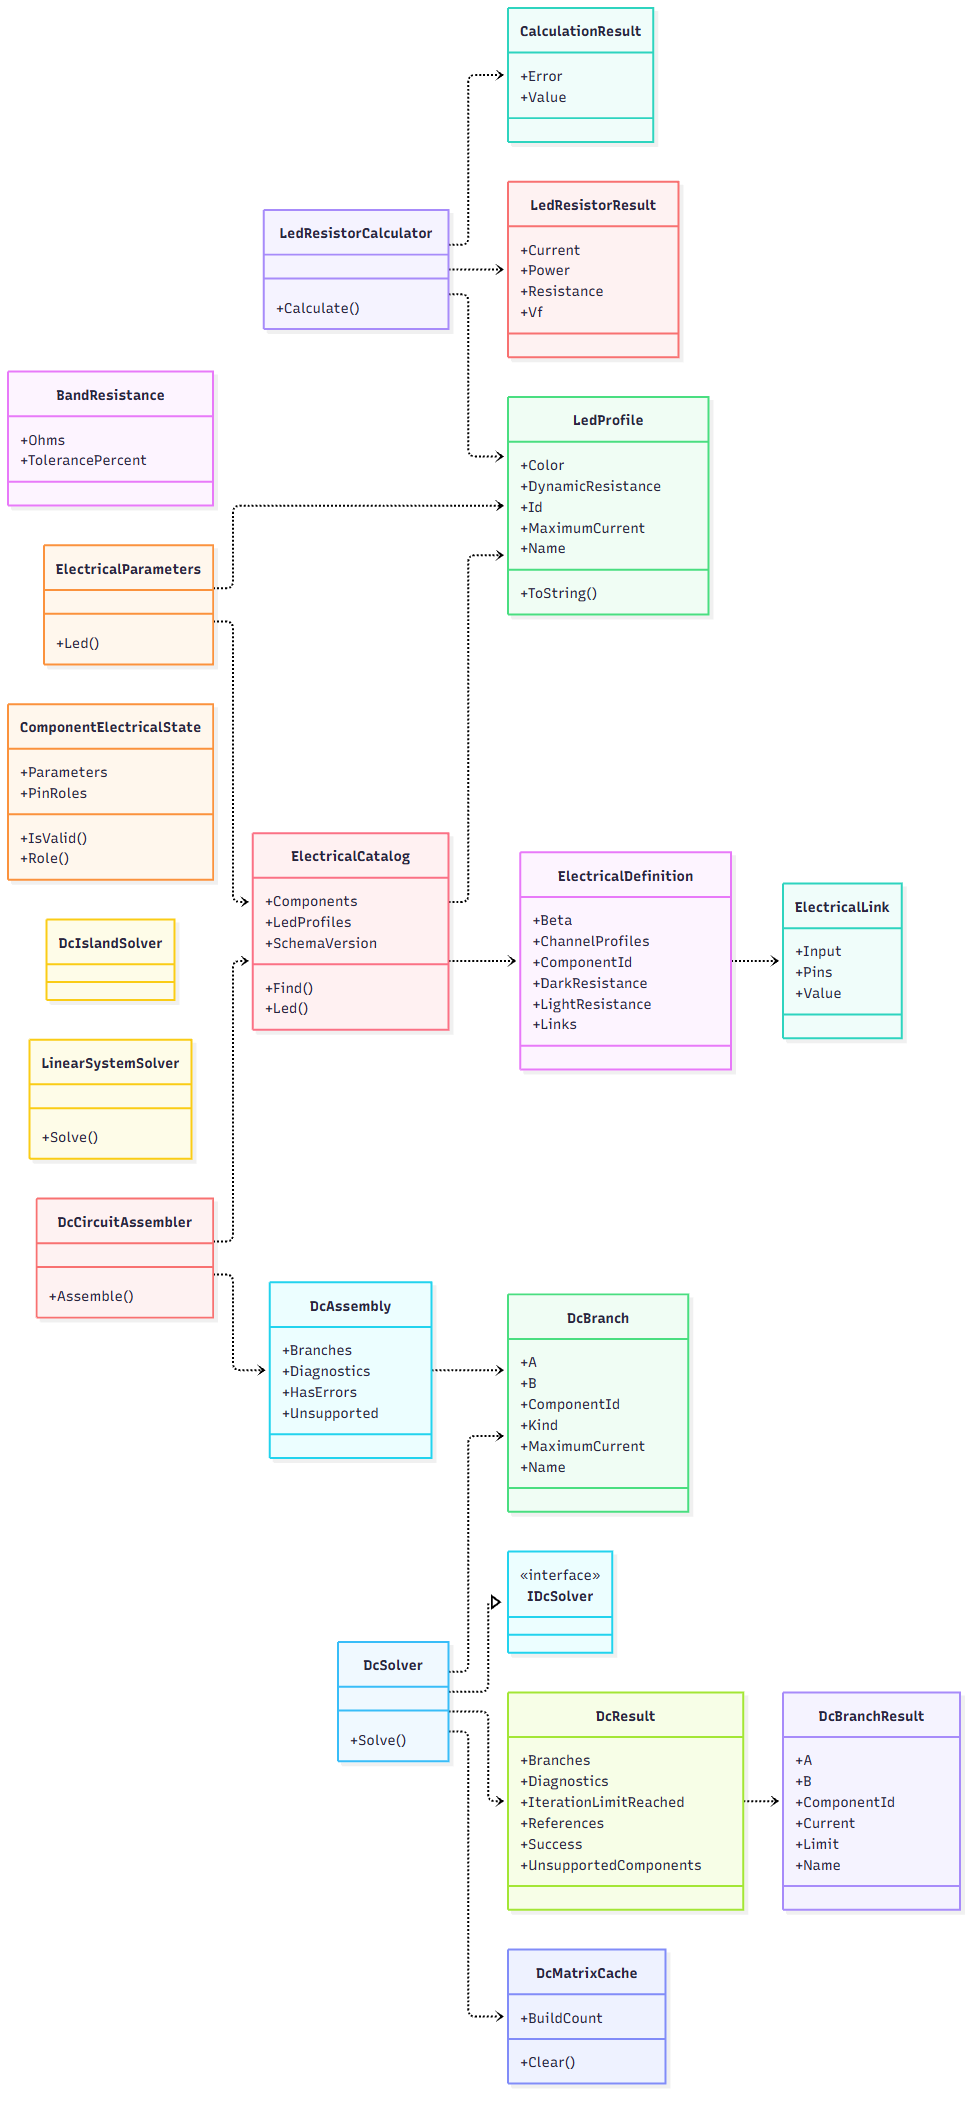 CalculationResult
+Error
+Value
LedResistorCalculator
+Calculate()
LedResistorResult
+Current
+Power
+Resistance
+Vf
BandResistance
+Ohms
+TolerancePercent
LedProfile
+Color
+DynamicResistance
+Id
+MaximumCurrent
+Name
+ToString()
ElectricalParameters
+Led()
ComponentElectricalState
+Parameters
+PinRoles
+IsValid()
+Role()
ElectricalCatalog
+Components
+LedProfiles
+SchemaVersion
+Find()
+Led()
ElectricalDefinition
+Beta
+ChannelProfiles
+ComponentId
+DarkResistance
+LightResistance
+Links
ElectricalLink
+Input
+Pins
+Value
DcIslandSolver
LinearSystemSolver
+Solve()
DcCircuitAssembler
+Assemble()
DcAssembly
+Branches
+Diagnostics
+HasErrors
+Unsupported
DcBranch
+A
+B
+ComponentId
+Kind
+MaximumCurrent
+Name
«interface»
IDcSolver
DcSolver
+Solve()
DcResult
+Branches
+Diagnostics
+IterationLimitReached
+References
+Success
+UnsupportedComponents
DcBranchResult
+A
+B
+ComponentId
+Current
+Limit
+Name
DcMatrixCache
+BuildCount
+Clear()